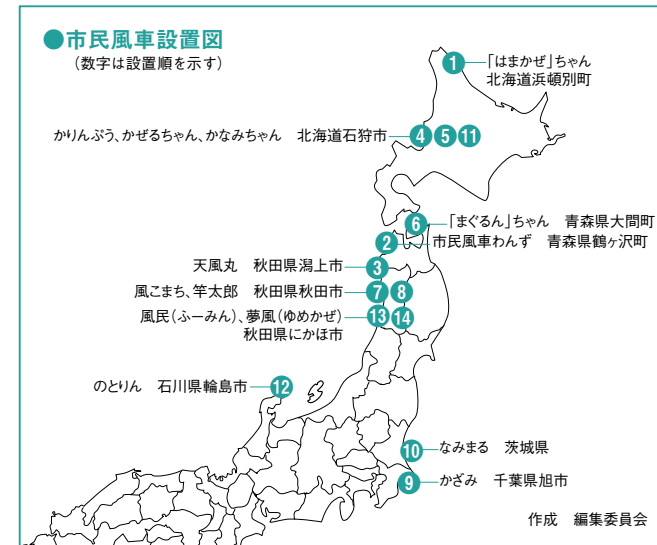 ●市民風車設置図
(数字は設置順を示す)
1
「はまかぜ」ちゃん
北海道浜頓別町
かりんぷう、かぜるちゃん、かなみちゃん 北海道石狩市
4 5 11
6
「まぐるん」ちゃん 青森県大間町
2
市民風車わんず 青森県鶴ヶ沢町
天風丸 秋田県潟上市
3
風こまち、竿太郎 秋田県秋田市
7 8
風民(ふーみん)、夢風(ゆめかぜ)
秋田県にかほ市
13 14
のとりん 石川県輪島市
12
10
なみまる 茨城県
9
かざみ 千葉県旭市
作成 編集委員会